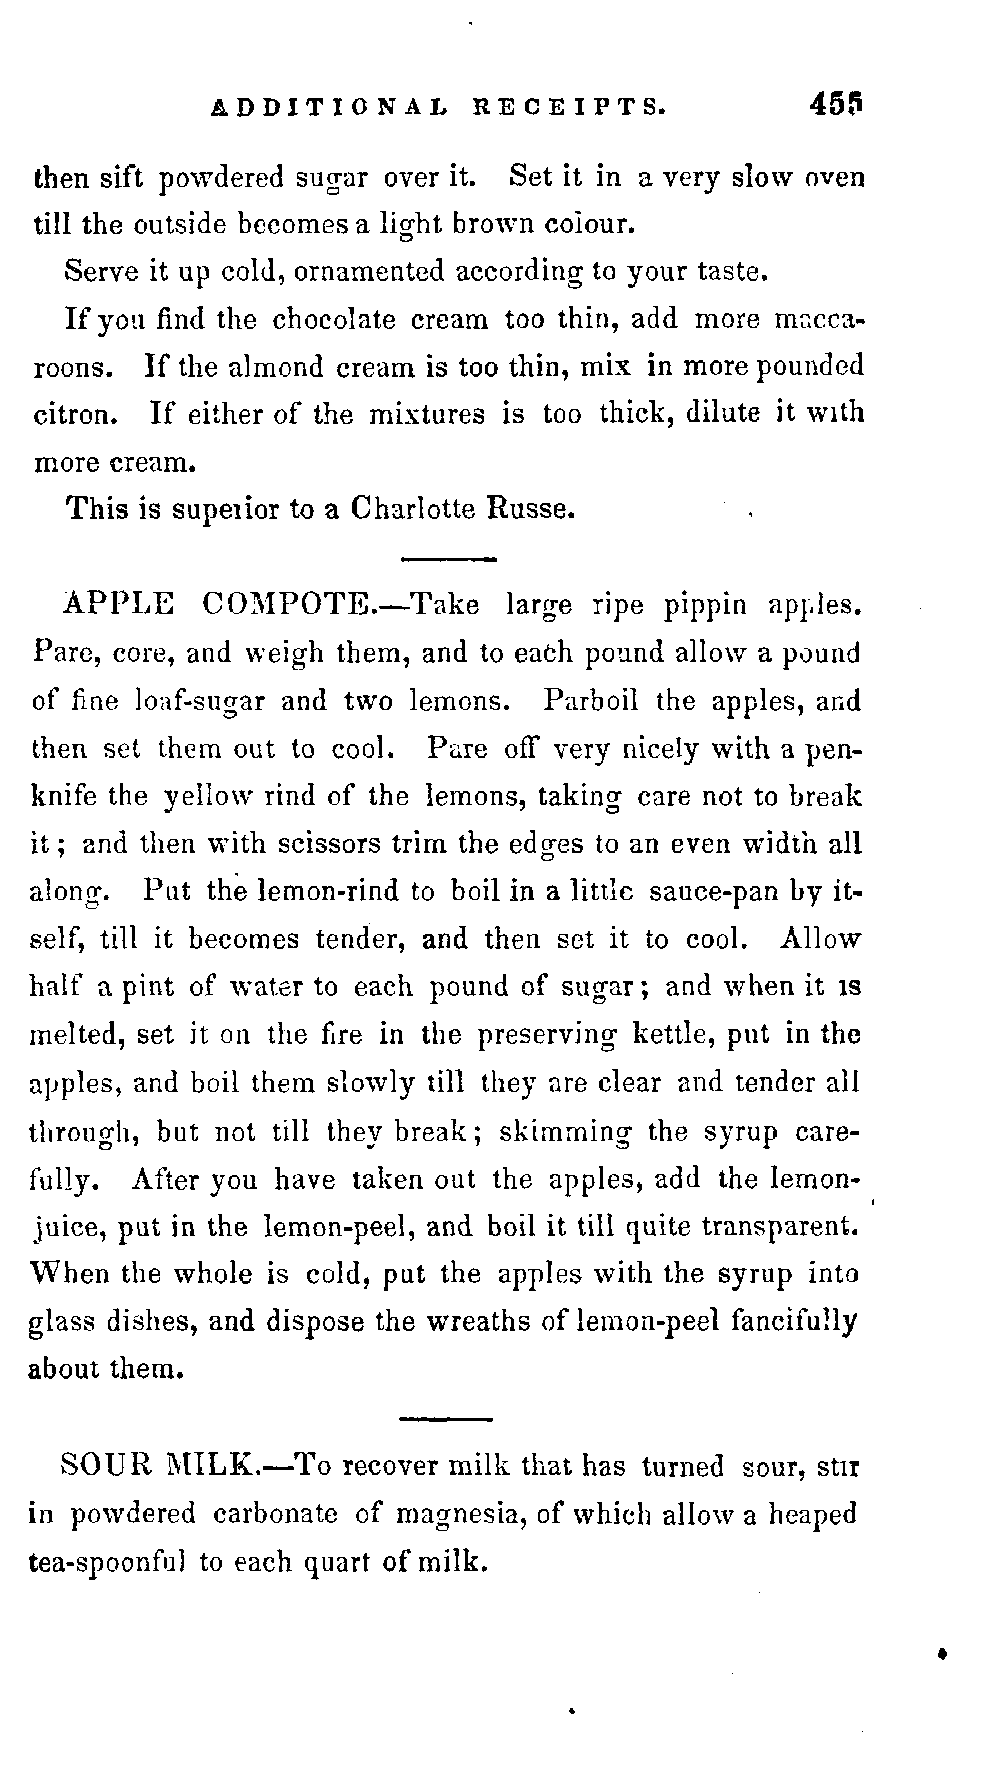 ADDITIONAL RECEIPTS. 455
then sift powdered sugar over it. Set it in a very slow oven
till the outside becomes a light brown colour.
Serve it up cold, ornamented according to your taste.
If you find the chocolate cream too thin, add more macca-
roons. If the almond cream is too thin, mix in more pounded
citron. If either of the mixtures is too thick, dilute it with
more cream.
This is superior to a Charlotte Russe.
APPLE COMPOTE.—Take large ripe pippin apples.
Pare, core, and weigh them, and to each pound allow a pound
of fine loaf-sugar and two lemons. Parboil the apples, and
then set them out to cool. Pare off very nicely with a pen-
knife the yellow rind of the lemons, taking care not to break
it; and then with scissors trim the edges to an even width all
along. Put the lemon-rind to boil in a little sauce-pan by it-
self, till it becomes tender, and then set it to cool. Allow
half a pint of water to each pound of sugar; and when it is
melted, set it on the fire in the preserving kettle, put in the
apples, and boil them slowly till they are clear and tender all
through, but not till they break; skimming the syrup care-
fully. After you have taken out the apples, add the lemon-
juice, put in the lemon-peel, and boil it till quite transparent.
When the whole is cold, put the apples with the syrup into
glass dishes, and dispose the wreaths of lemon-peel fancifully
about them.
SOUR MILK.—To recover milk that has turned sour, stir
in powdered carbonate of magnesia, of which allow a heaped
tea-spoonful to each quart of milk.